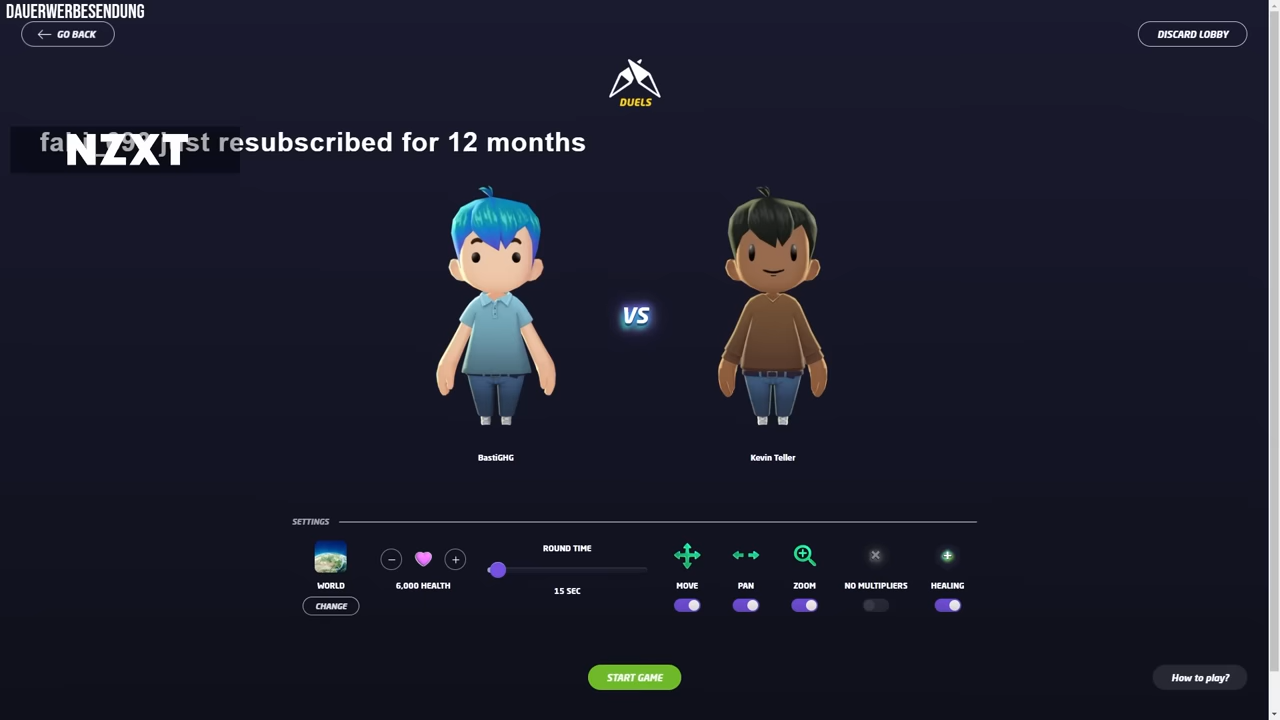 DAUERWERBESENDUNG
GO BACK
DISCARD LOBBY
DUELS
just resubscribed for 12 months
NZXT
VS
BastiGHG
Kevin Teller
SETTINGS
ROUND TIME
WORLD
6,000 HEALTH
15 SEC
MOVE
PAN
ZOOM
NO MULTIPLIERS
HEALING
CHANGE
START GAME
How to play?